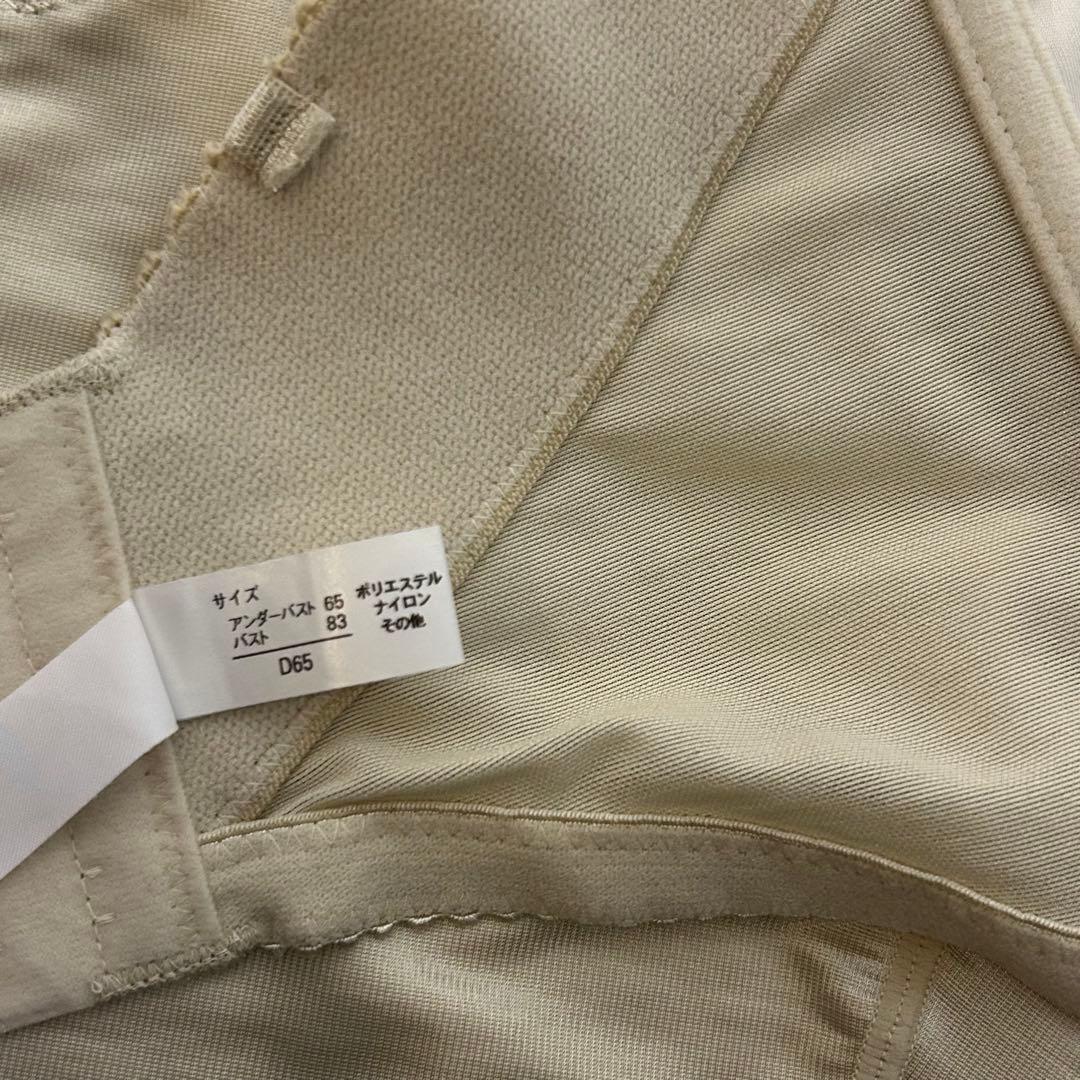 サイズ
アンダーバスト 65
バスト 83
D65
ポリエステル
ナイロン
その他